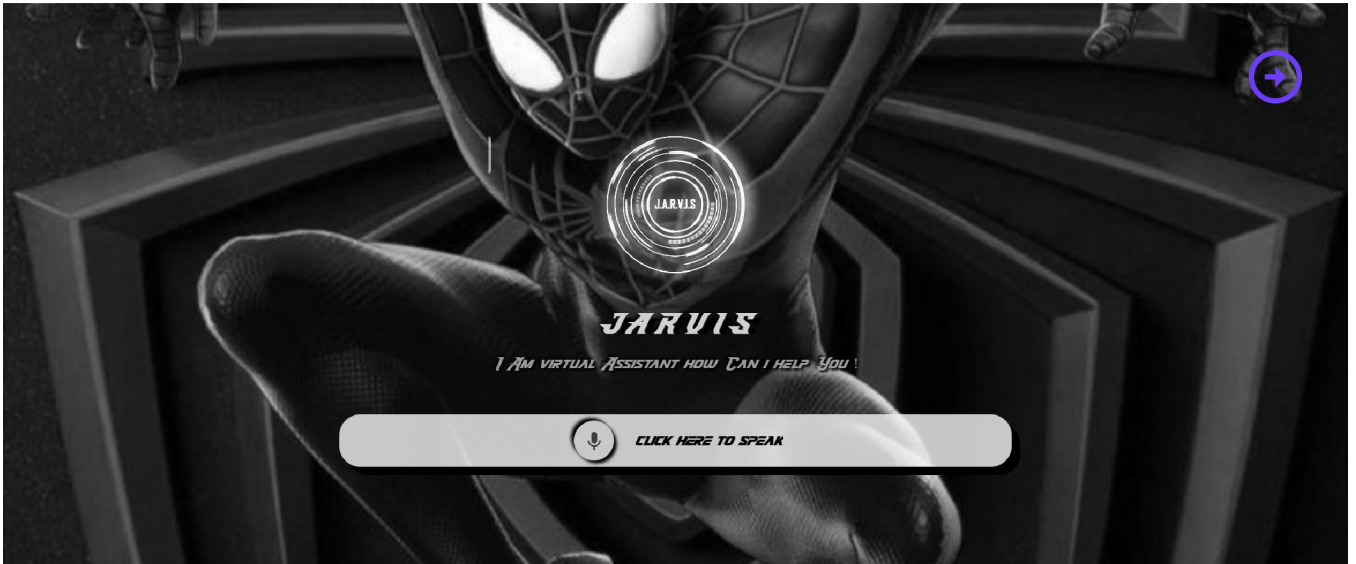 J.A.R.V.I.S
JARVIS
I Am virtual Assistant how Can i help You !
CLICK HERE TO SPEAK